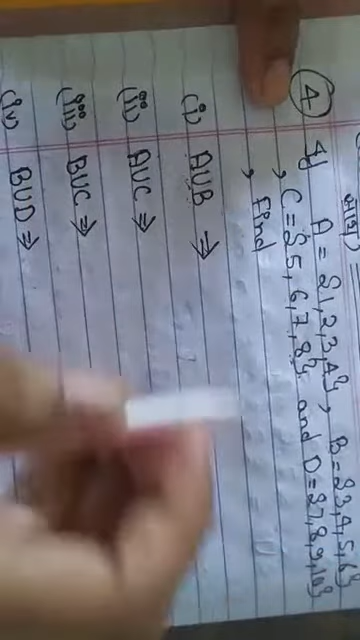 ④ If A = {1,2,3,4}, B = {3,4,5,6}
, C = {5,6,7,8} and D = {7,8,9,10}
, find
(i) AUB ⇒
(ii) AUC ⇒
(iii) BUC ⇒
(iv) BUD ⇒